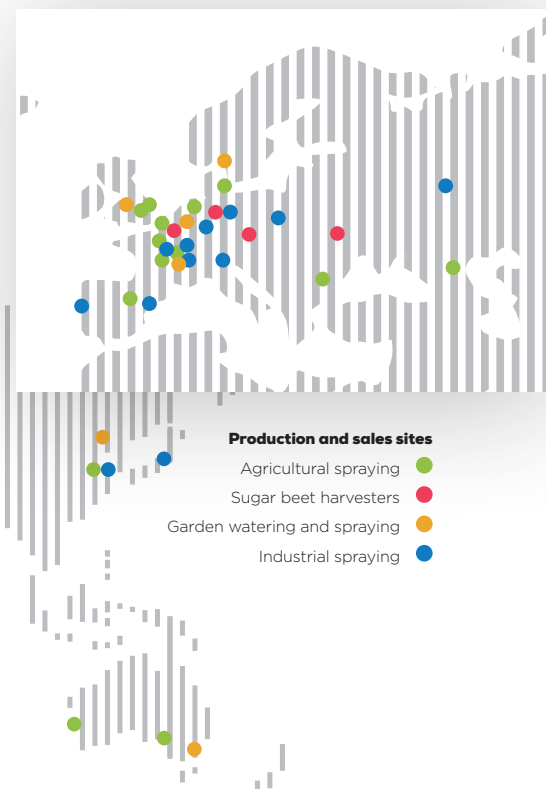 Production and sales sites
Agricultural spraying
Sugar beet harvesters
Garden watering and spraying
Industrial spraying